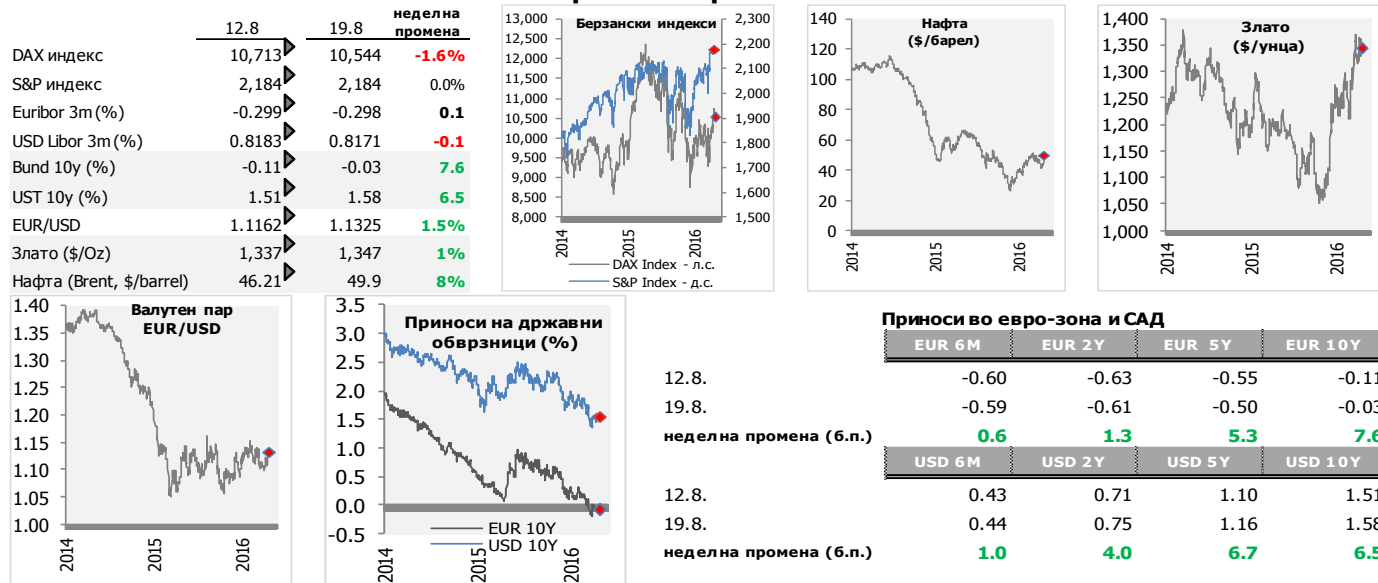 неделна
12.8 19.8 промена
DAX индекс 10,713 10,544 -1.6%
S&P индекс 2,184 2,184 0.0%
Euribor 3m (%) -0.299 -0.298 0.1
USD Libor 3m (%) 0.8183 0.8171 -0.1
Bund 10y (%) -0.11 -0.03 7.6
UST 10y (%) 1.51 1.58 6.5
EUR/USD 1.1162 1.1325 1.5%
Злато ($/Oz) 1,337 1,347 1%
Нафта (Brent, $/barrel) 46.21 49.9 8%
Берзански индекси
13,000 2,300
12,500 2,200
12,000
11,500 2,100
11,000 2,000
10,500 1,900
10,000
9,500 1,800
9,000 1,700
8,500 1,600
8,000 1,500
2014 2015 2016
DAX Index - л.с.
S&P Index - д.с.
Нафта
($/барел)
140
120
100
80
60
40
20
0
2014 2015 2016
Злато
($/унца)
1,400
1,350
1,300
1,250
1,200
1,150
1,100
1,050
1,000
2014 2015 2016
Валутен пар
EUR/USD
1.40
1.35
1.30
1.25
1.20
1.15
1.10
1.05
1.00
2014 2015 2016
Приноси на државни
обврзници (%)
3.5
3.0
2.5
2.0
1.5
1.0
0.5
0.0
-0.5
2014 2015 2016
EUR 10Y
USD 10Y
Приноси во евро-зона и САД
EUR 6M EUR 2Y EUR 5Y EUR 10Y
12.8. -0.60 -0.63 -0.55 -0.11
19.8. -0.59 -0.61 -0.50 -0.03
неделна промена (б.п.) 0.6 1.3 5.3 7.6
USD 6M USD 2Y USD 5Y USD 10Y
12.8. 0.43 0.71 1.10 1.51
19.8. 0.44 0.75 1.16 1.58
неделна промена (б.п.) 1.0 4.0 6.7 6.5